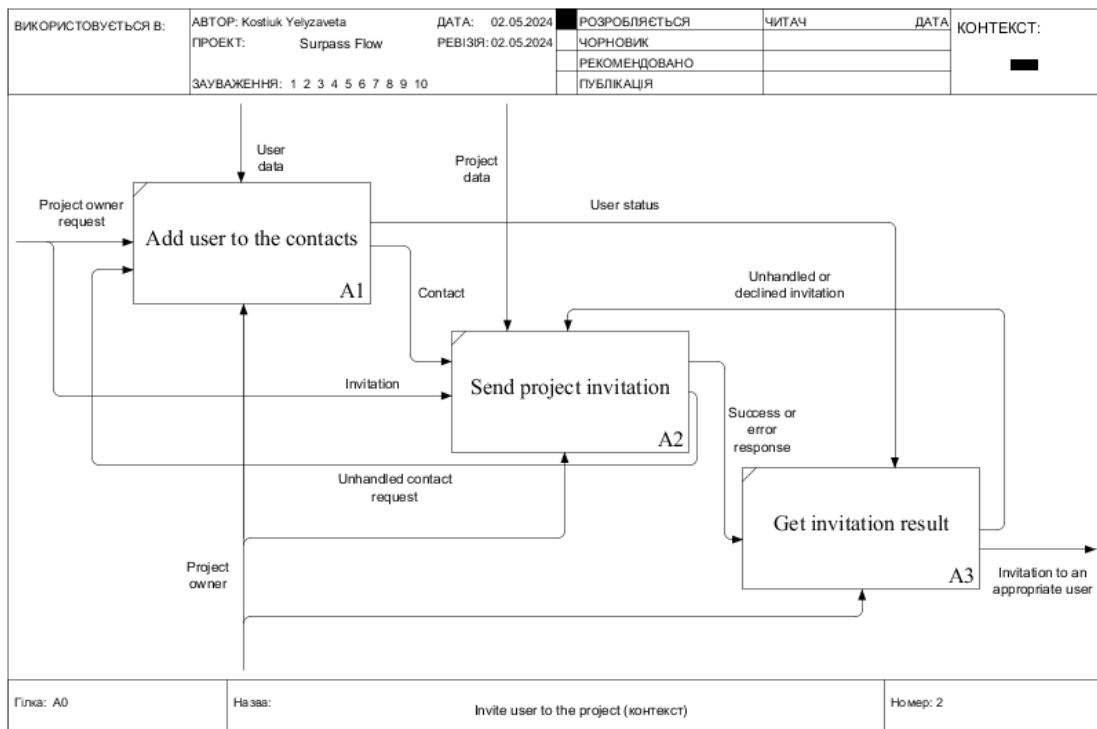 ВИКОРИСТОВУЄТЬСЯ В:
АВТОР: Kostiuk Yelyzaveta
ДАТА: 02.05.2024
ПРОЕКТ: Surpass Flow
РЕВІЗІЯ: 02.05.2024
ЗАУВАЖЕННЯ: 1 2 3 4 5 6 7 8 9 10
РОЗРОБЛЯЄТЬСЯ
ЧОРНОВИК
РЕКОМЕНДОВАНО
ПУБЛІКАЦІЯ
ЧИТАЧ
ДАТА
КОНТЕКСТ:
User
data
Project
data
Project owner
request
User status
Add user to the contacts
A1
Contact
Unhandled or
declined invitation
Invitation
Send project invitation
A2
Success or
error
response
Unhandled contact
request
Get invitation result
A3
Project
owner
Invitation to an
appropriate user
Гілка: A0
Назва:
Invite user to the project (контекст)
Номер: 2